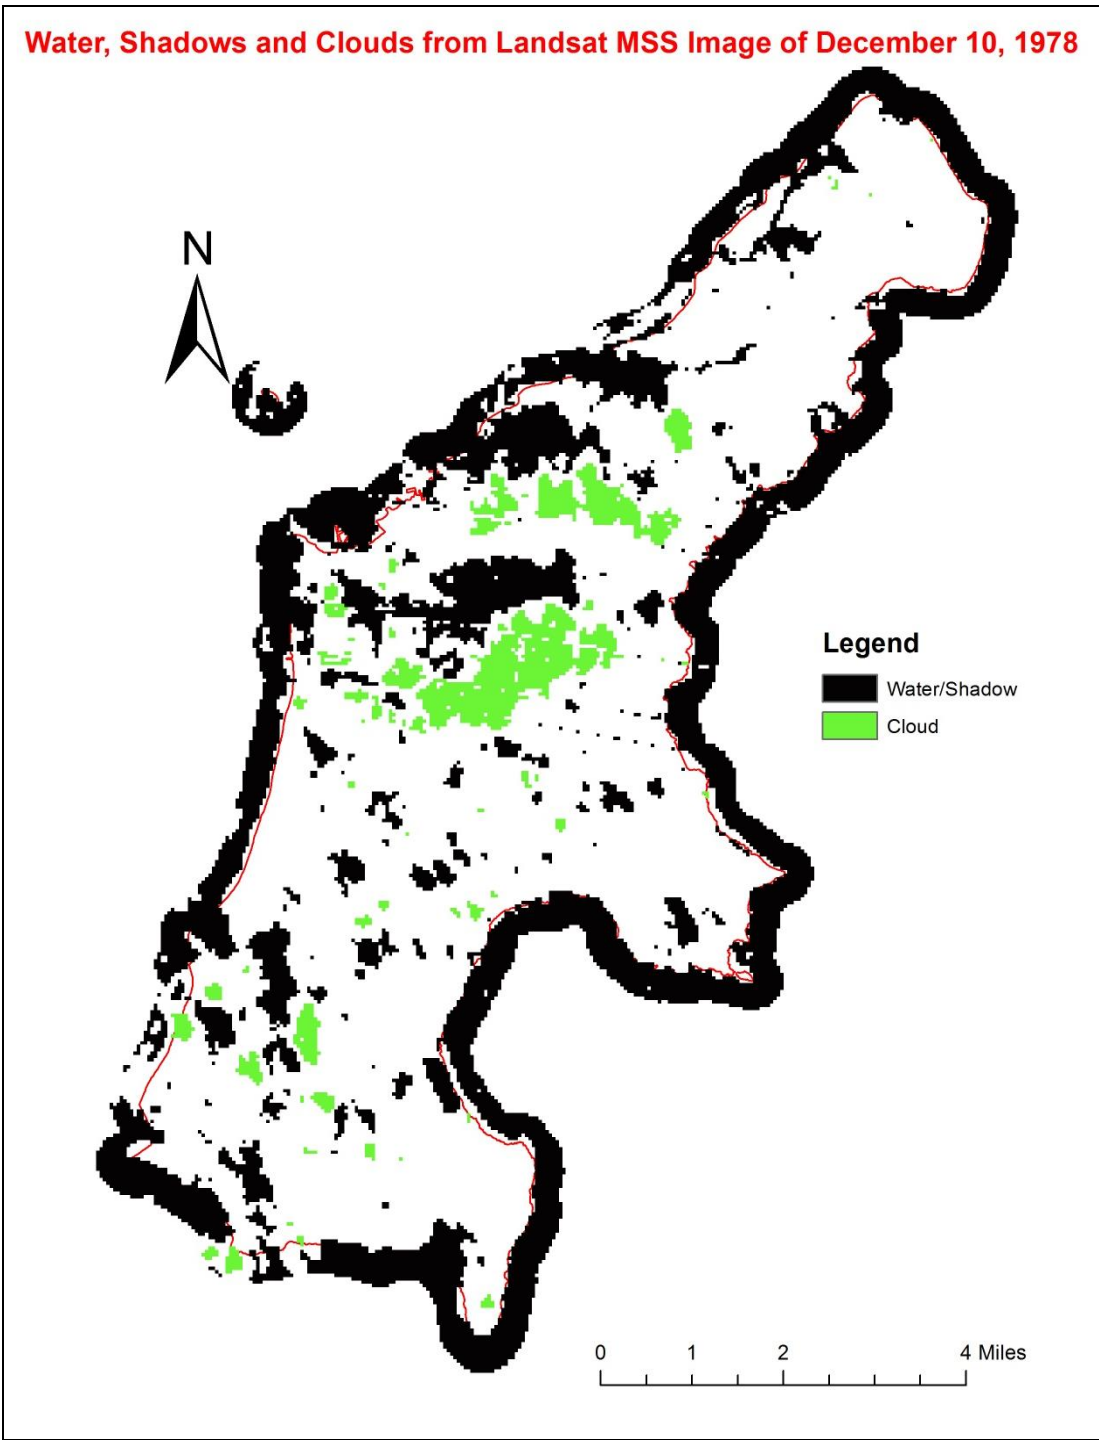 Water, Shadows and Clouds from Landsat MSS Image of December 10, 1978
N
Legend
Water/Shadow
Cloud
0 1 2 4 Miles